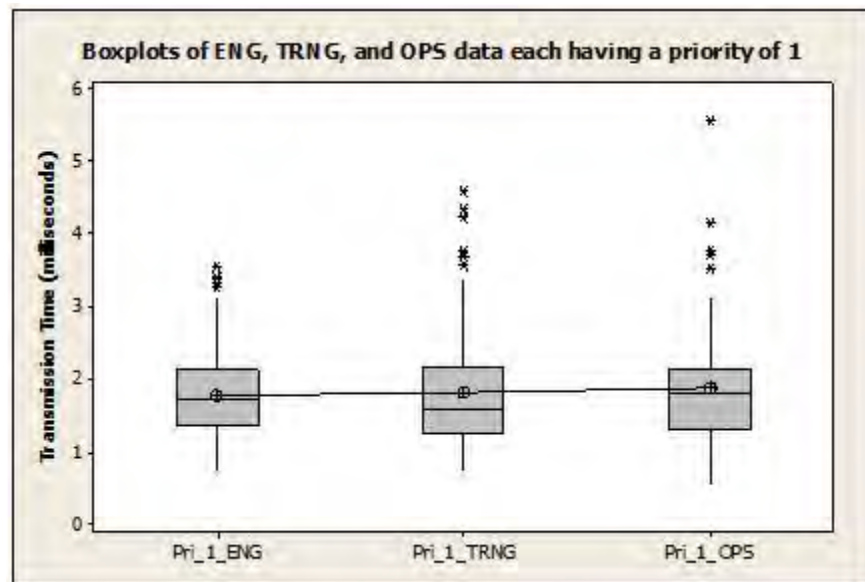 Boxplots of ENG, TRNG, and OPS data each having a priority of 1
Transmission Time (milliseconds)
6
5
4
3
2
1
0
Pri_1_ENG
Pri_1_TRNG
Pri_1_OPS